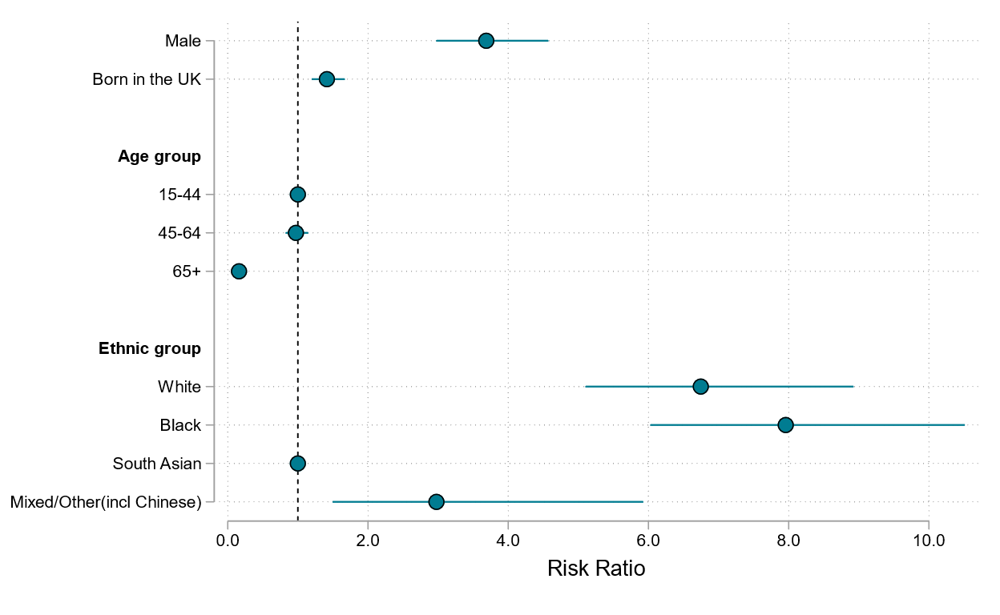 Male
Born in the UK
Age group
15-44
45-64
65+
Ethnic group
White
Black
South Asian
Mixed/Other(incl Chinese)
0.0 2.0 4.0 6.0 8.0 10.0
Risk Ratio